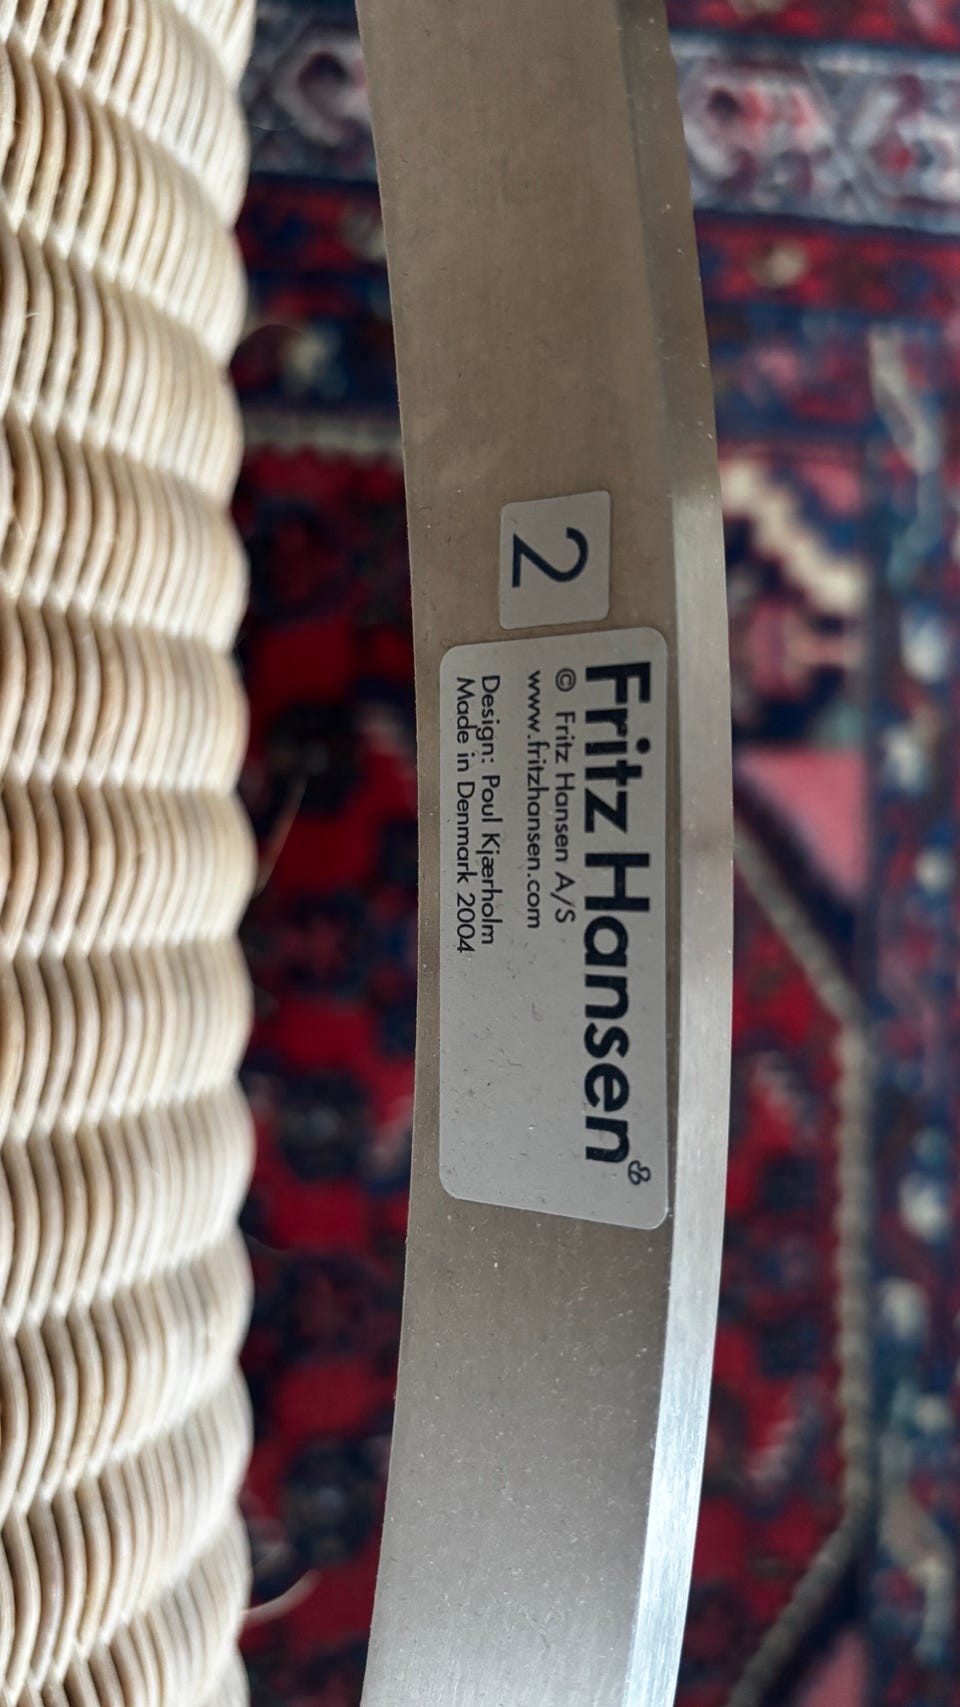 2
Fritz Hansen
© Fritz Hansen A/S
www.fritzhansen.com
Design: Poul Kjærholm
Made in Denmark 2004